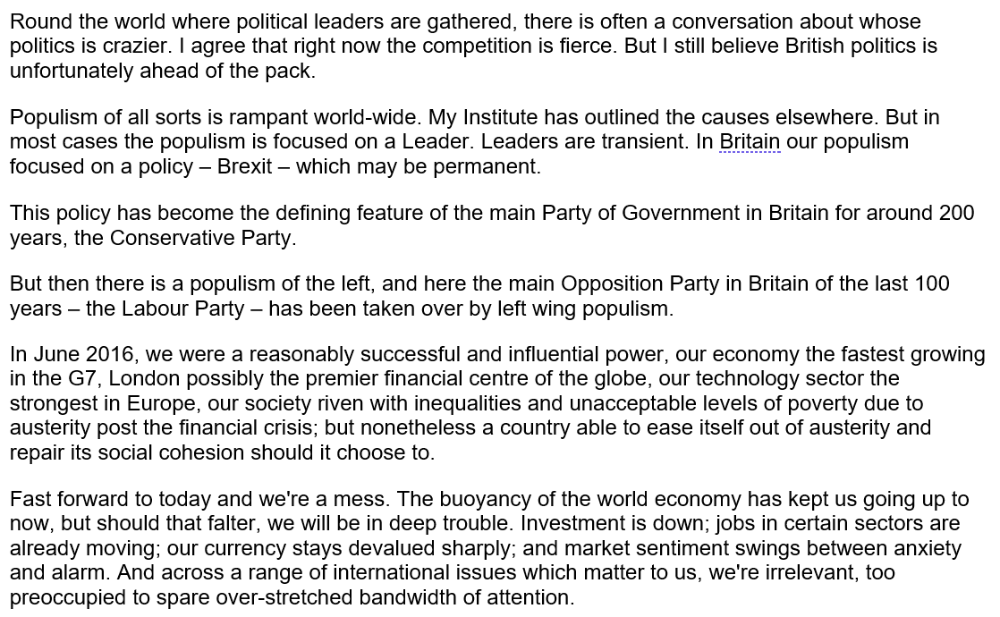 Round the world where political leaders are gathered, there is often a conversation about whose
politics is crazier. I agree that right now the competition is fierce. But I still believe British politics is
unfortunately ahead of the pack.
Populism of all sorts is rampant world-wide. My Institute has outlined the causes elsewhere. But in
most cases the populism is focused on a Leader. Leaders are transient. In Britain our populism
focused on a policy – Brexit – which may be permanent.
This policy has become the defining feature of the main Party of Government in Britain for around 200
years, the Conservative Party.
But then there is a populism of the left, and here the main Opposition Party in Britain of the last 100
years – the Labour Party – has been taken over by left wing populism.
In June 2016, we were a reasonably successful and influential power, our economy the fastest growing
in the G7, London possibly the premier financial centre of the globe, our technology sector the
strongest in Europe, our society riven with inequalities and unacceptable levels of poverty due to
austerity post the financial crisis; but nonetheless a country able to ease itself out of austerity and
repair its social cohesion should it choose to.
Fast forward to today and we're a mess. The buoyancy of the world economy has kept us going up to
now, but should that falter, we will be in deep trouble. Investment is down; jobs in certain sectors are
already moving; our currency stays devalued sharply; and market sentiment swings between anxiety
and alarm. And across a range of international issues which matter to us, we're irrelevant, too
preoccupied to spare over-stretched bandwidth of attention.